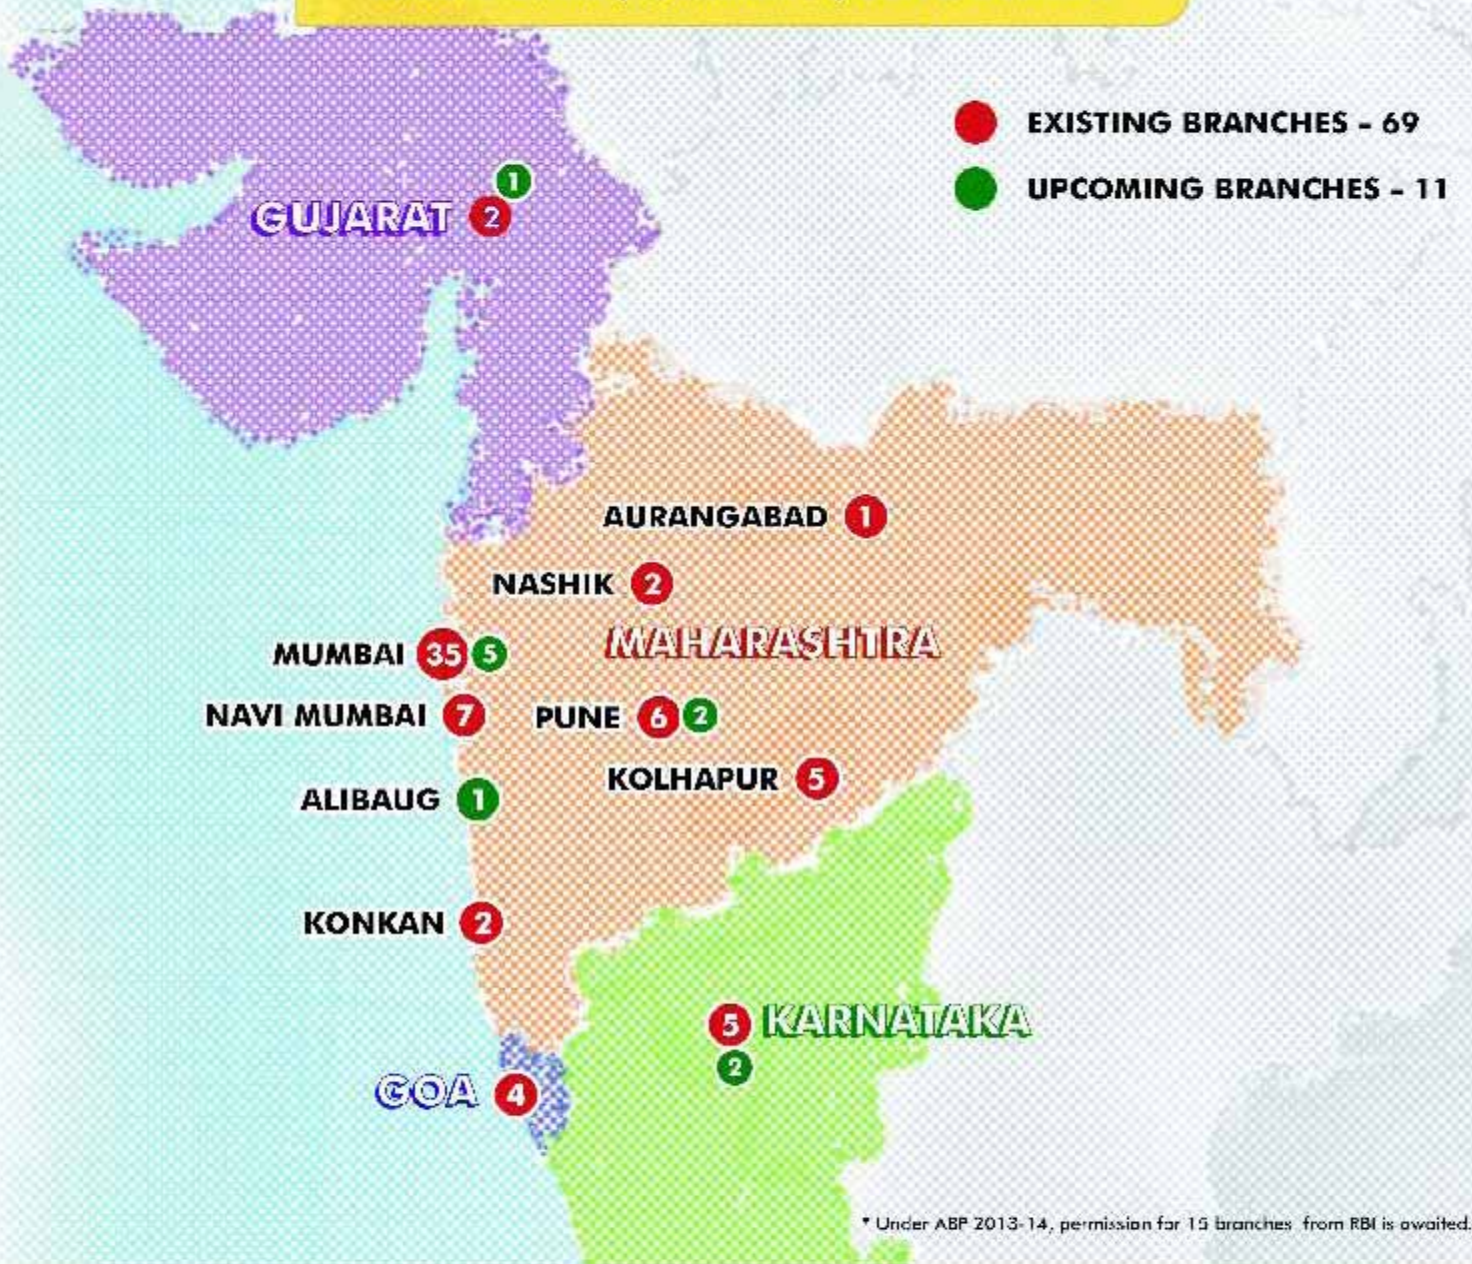 EXISTING BRANCHES – 69
UPCOMING BRANCHES – 11
1
GUJARAT 2
AURANGABAD 1
NASHIK 2
MAHARASHTRA
MUMBAI 35 5
NAVI MUMBAI 7
PUNE 6 2
KOLHAPUR 5
ALIBAUG 1
KONKAN 2
5 KARNATAKA
2
GOA 4
* Under ABP 2013-14, permission for 15 branches from RBI is awaited.